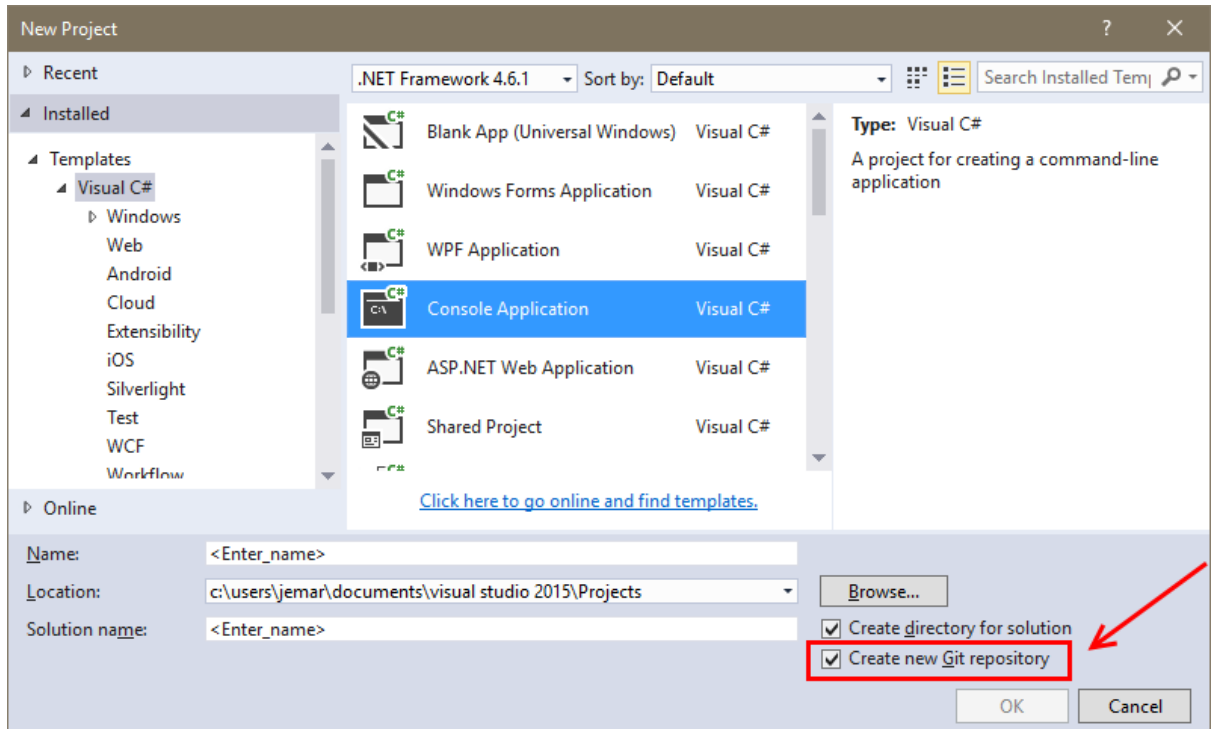 New Project
?
Recent
.NET Framework 4.6.1
Sort by:
Default
Search Installed Tem
Installed
Templates
Visual C#
Windows
Web
Android
Cloud
Extensibility
iOS
Silverlight
Test
WCF
Workflow
Online
C# Blank App (Universal Windows) Visual C#
C# Windows Forms Application Visual C#
C# WPF Application Visual C#
C# C:\ Console Application Visual C#
C# ASP.NET Web Application Visual C#
C# Shared Project Visual C#
C#
Click here to go online and find templates.
Type: Visual C#
A project for creating a command-line
application
Name: <Enter_name>
Location: c:\users\jemar\documents\visual studio 2015\Projects
Browse...
Solution name: <Enter_name>
Create directory for solution
Create new Git repository
OK
Cancel